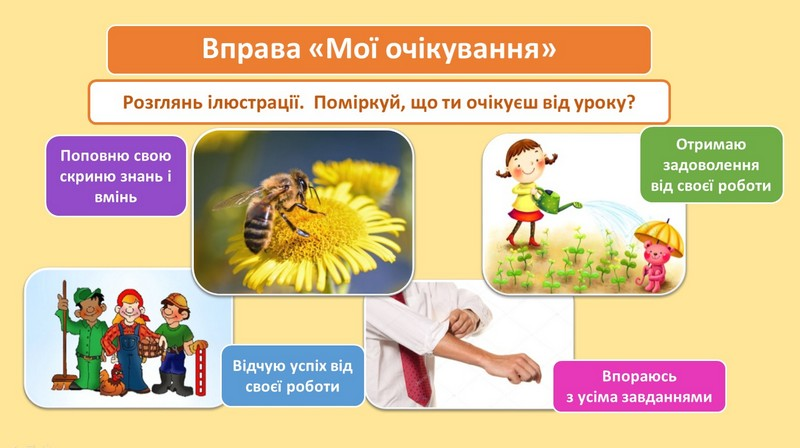 Вправа «Мої очікування»
Розглянь ілюстрації. Поміркуй, що ти очікуєш від уроку?
Поповню свою
скриню знань і
вмінь
Отримаю
задоволення
від своєї роботи
Відчую успіх від
своєї роботи
Впораюсь
з усіма завданнями